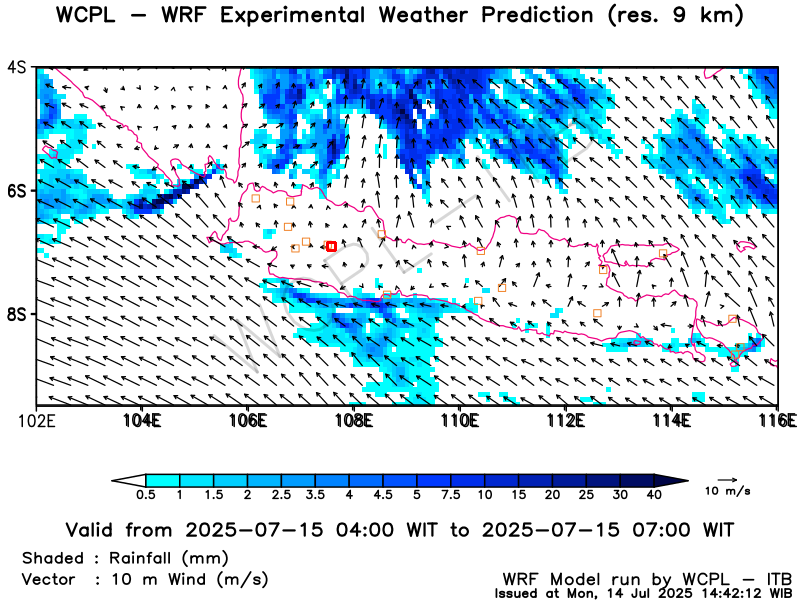 WCPL – WRF Experimental Weather Prediction (res. 9 km)
4S
6S
8S
102E 104E 106E 108E 110E 112E 114E 116E
WCPL-ITB
0.5 1 1.5 2 2.5 3.5 4 4.5 5 7.5 10 15 20 25 30 40
10 m/s
Valid from 2025-07-15 04:00 WIT to 2025-07-15 07:00 WIT
Shaded : Rainfall (mm)
Vector : 10 m Wind (m/s)
WRF Model run by WCPL – ITB
Issued at Mon, 14 Jul 2025 14:42:12 WIB